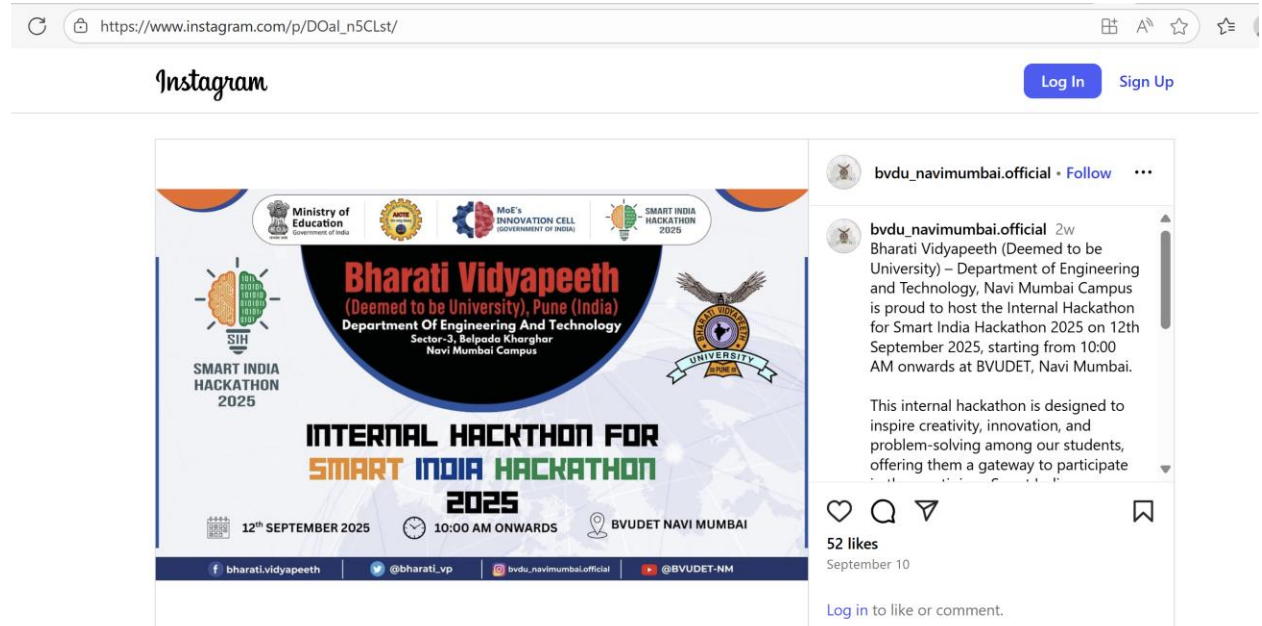 https://www.instagram.com/p/DOal_n5CLst/
Instagram
Log In
Sign Up
Ministry of
Education
Government of India
AICTE
MoE's
INNOVATION CELL
(GOVERNMENT OF INDIA)
SMART INDIA
HACKATHON
2025
SIH
SMART INDIA
HACKATHON
2025
Bharati Vidyapeeth
(Deemed to be University), Pune (India)
Department Of Engineering And Technology
Sector-3, Belpada Kharghar
Navi Mumbai Campus
BHARATI VIDYAPEETH
UNIVERSITY
PUNE
INTERNAL HACKTHON FOR
SMART INDIA HACKATHON
2025
12th SEPTEMBER 2025
10:00 AM ONWARDS
BVUDET NAVI MUMBAI
bharati.vidyapeeth
@bharati_vp
bvdu_navimumbai.official
@BVUDET-NM
bvdu_navimumbai.official • Follow
bvdu_navimumbai.official 2w
Bharati Vidyapeeth (Deemed to be
University) – Department of Engineering
and Technology, Navi Mumbai Campus
is proud to host the Internal Hackathon
for Smart India Hackathon 2025 on 12th
September 2025, starting from 10:00
AM onwards at BVUDET, Navi Mumbai.
This internal hackathon is designed to
inspire creativity, innovation, and
problem-solving among our students,
offering them a gateway to participate
52 likes
September 10
Log in to like or comment.